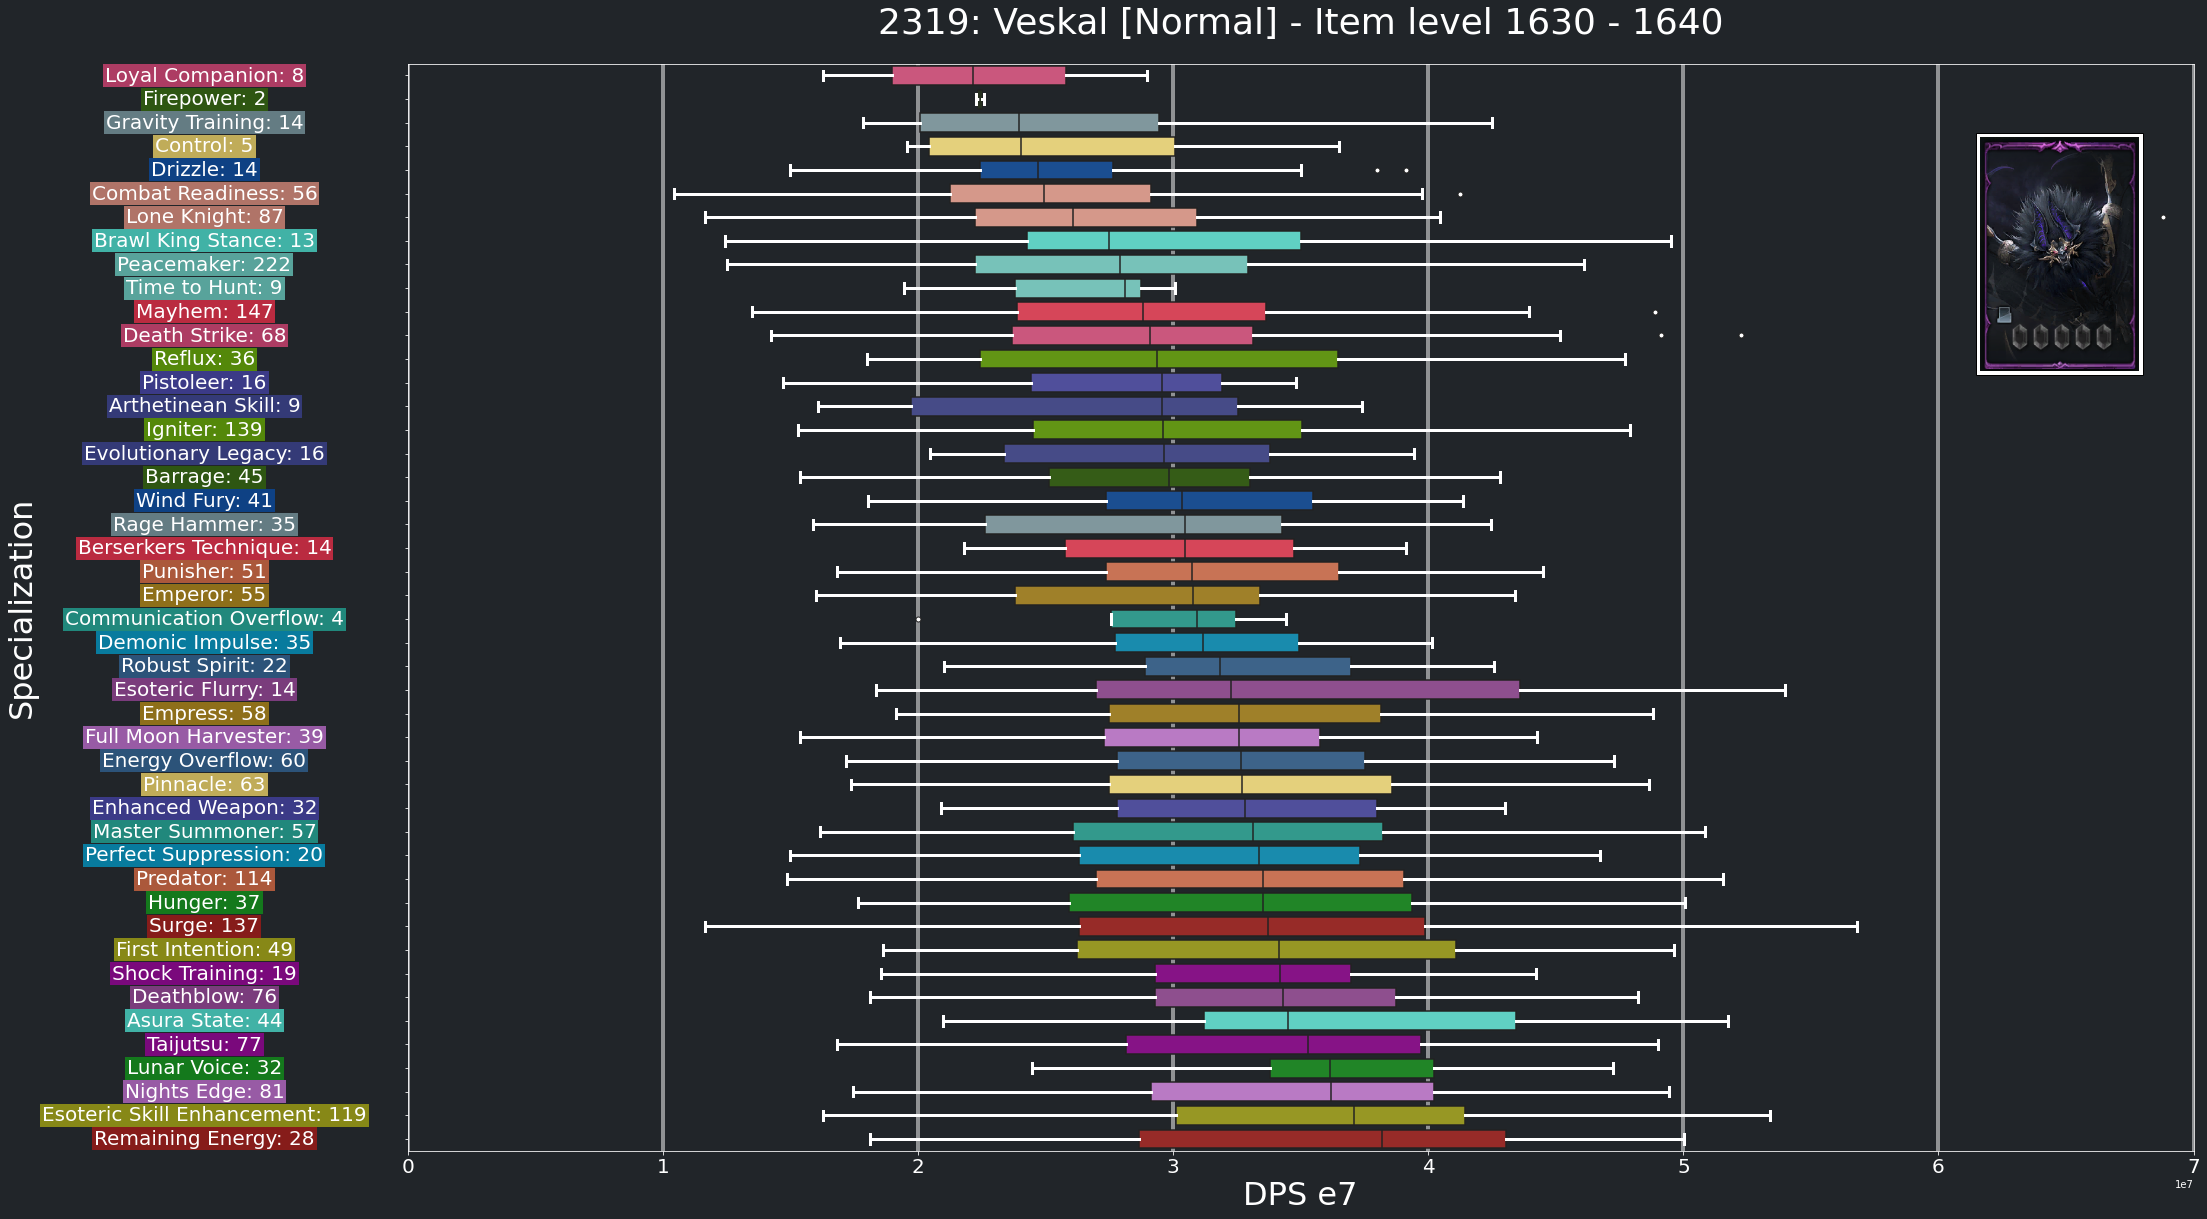 2319: Veskal [Normal] - Item level 1630 - 1640
Specialization
Loyal Companion: 8
Firepower: 2
Gravity Training: 14
Control: 5
Drizzle: 14
Combat Readiness: 56
Lone Knight: 87
Brawl King Stance: 13
Peacemaker: 222
Time to Hunt: 9
Mayhem: 147
Death Strike: 68
Reflux: 36
Pistoleer: 16
Arthetinean Skill: 9
Igniter: 139
Evolutionary Legacy: 16
Barrage: 45
Wind Fury: 41
Rage Hammer: 35
Berserkers Technique: 14
Punisher: 51
Emperor: 55
Communication Overflow: 4
Demonic Impulse: 35
Robust Spirit: 22
Esoteric Flurry: 14
Empress: 58
Full Moon Harvester: 39
Energy Overflow: 60
Pinnacle: 63
Enhanced Weapon: 32
Master Summoner: 57
Perfect Suppression: 20
Predator: 114
Hunger: 37
Surge: 137
First Intention: 49
Shock Training: 19
Deathblow: 76
Asura State: 44
Taijutsu: 77
Lunar Voice: 32
Nights Edge: 81
Esoteric Skill Enhancement: 119
Remaining Energy: 28
0 1 2 3 4 5 6 7
1e7
DPS e7